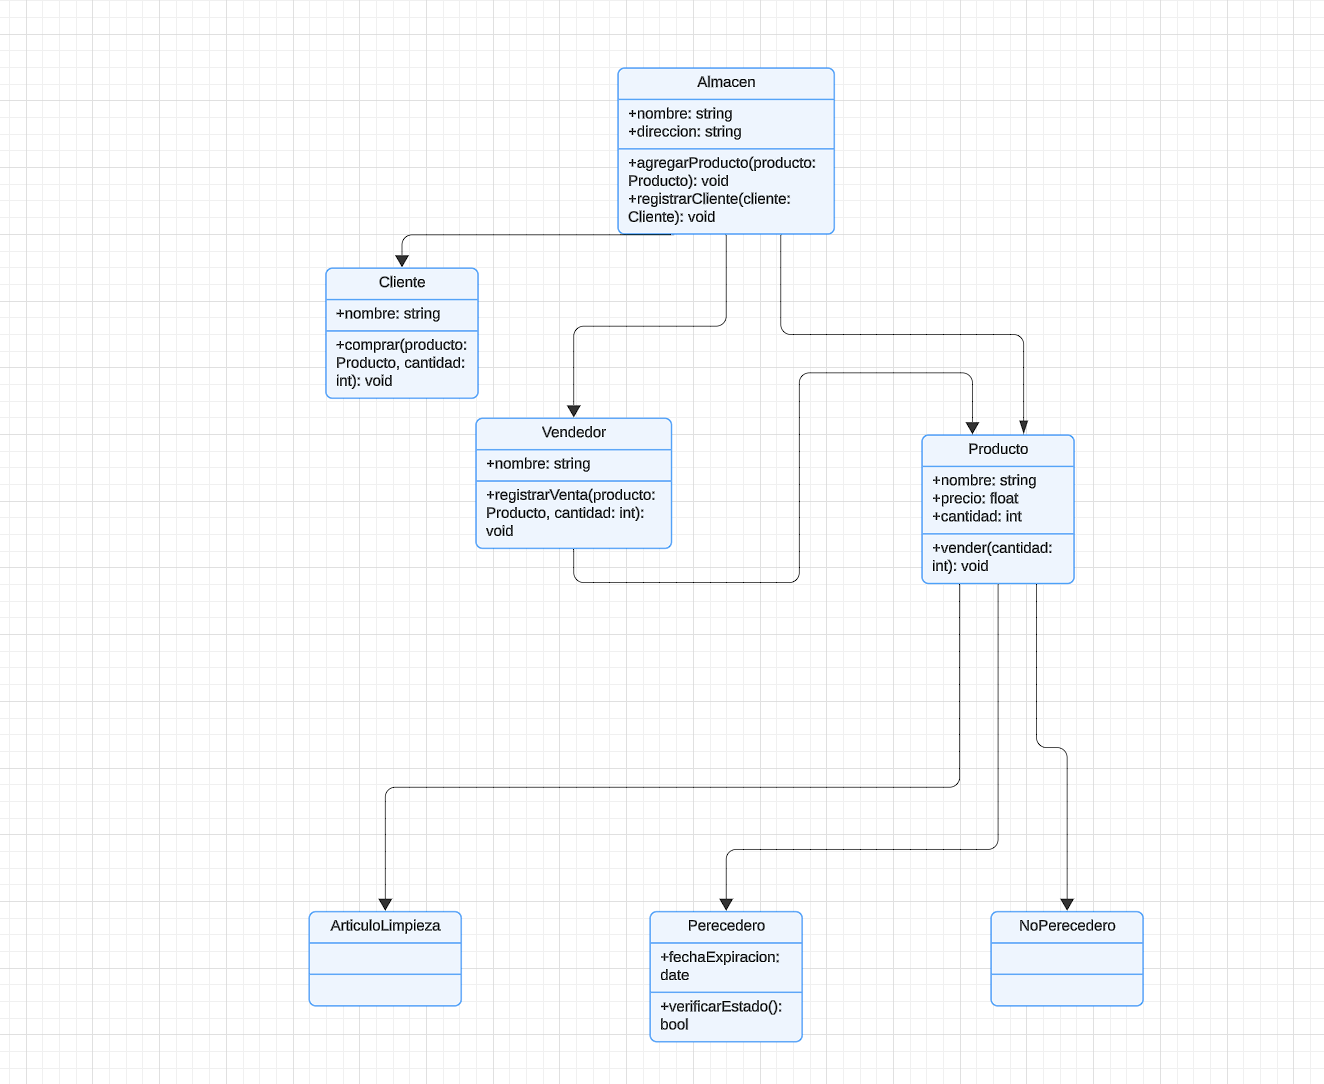 Almacen
+nombre: string
+direccion: string
+agregarProducto(producto:
Producto): void
+registrarCliente(cliente:
Cliente): void
Cliente
+nombre: string
+comprar(producto:
Producto, cantidad:
int): void
Vendedor
+nombre: string
+registrarVenta(producto:
Producto, cantidad: int):
void
Producto
+nombre: string
+precio: float
+cantidad: int
+vender(cantidad:
int): void
ArticuloLimpieza
Perecedero
+fechaExpiracion:
date
+verificarEstado():
bool
NoPerecedero